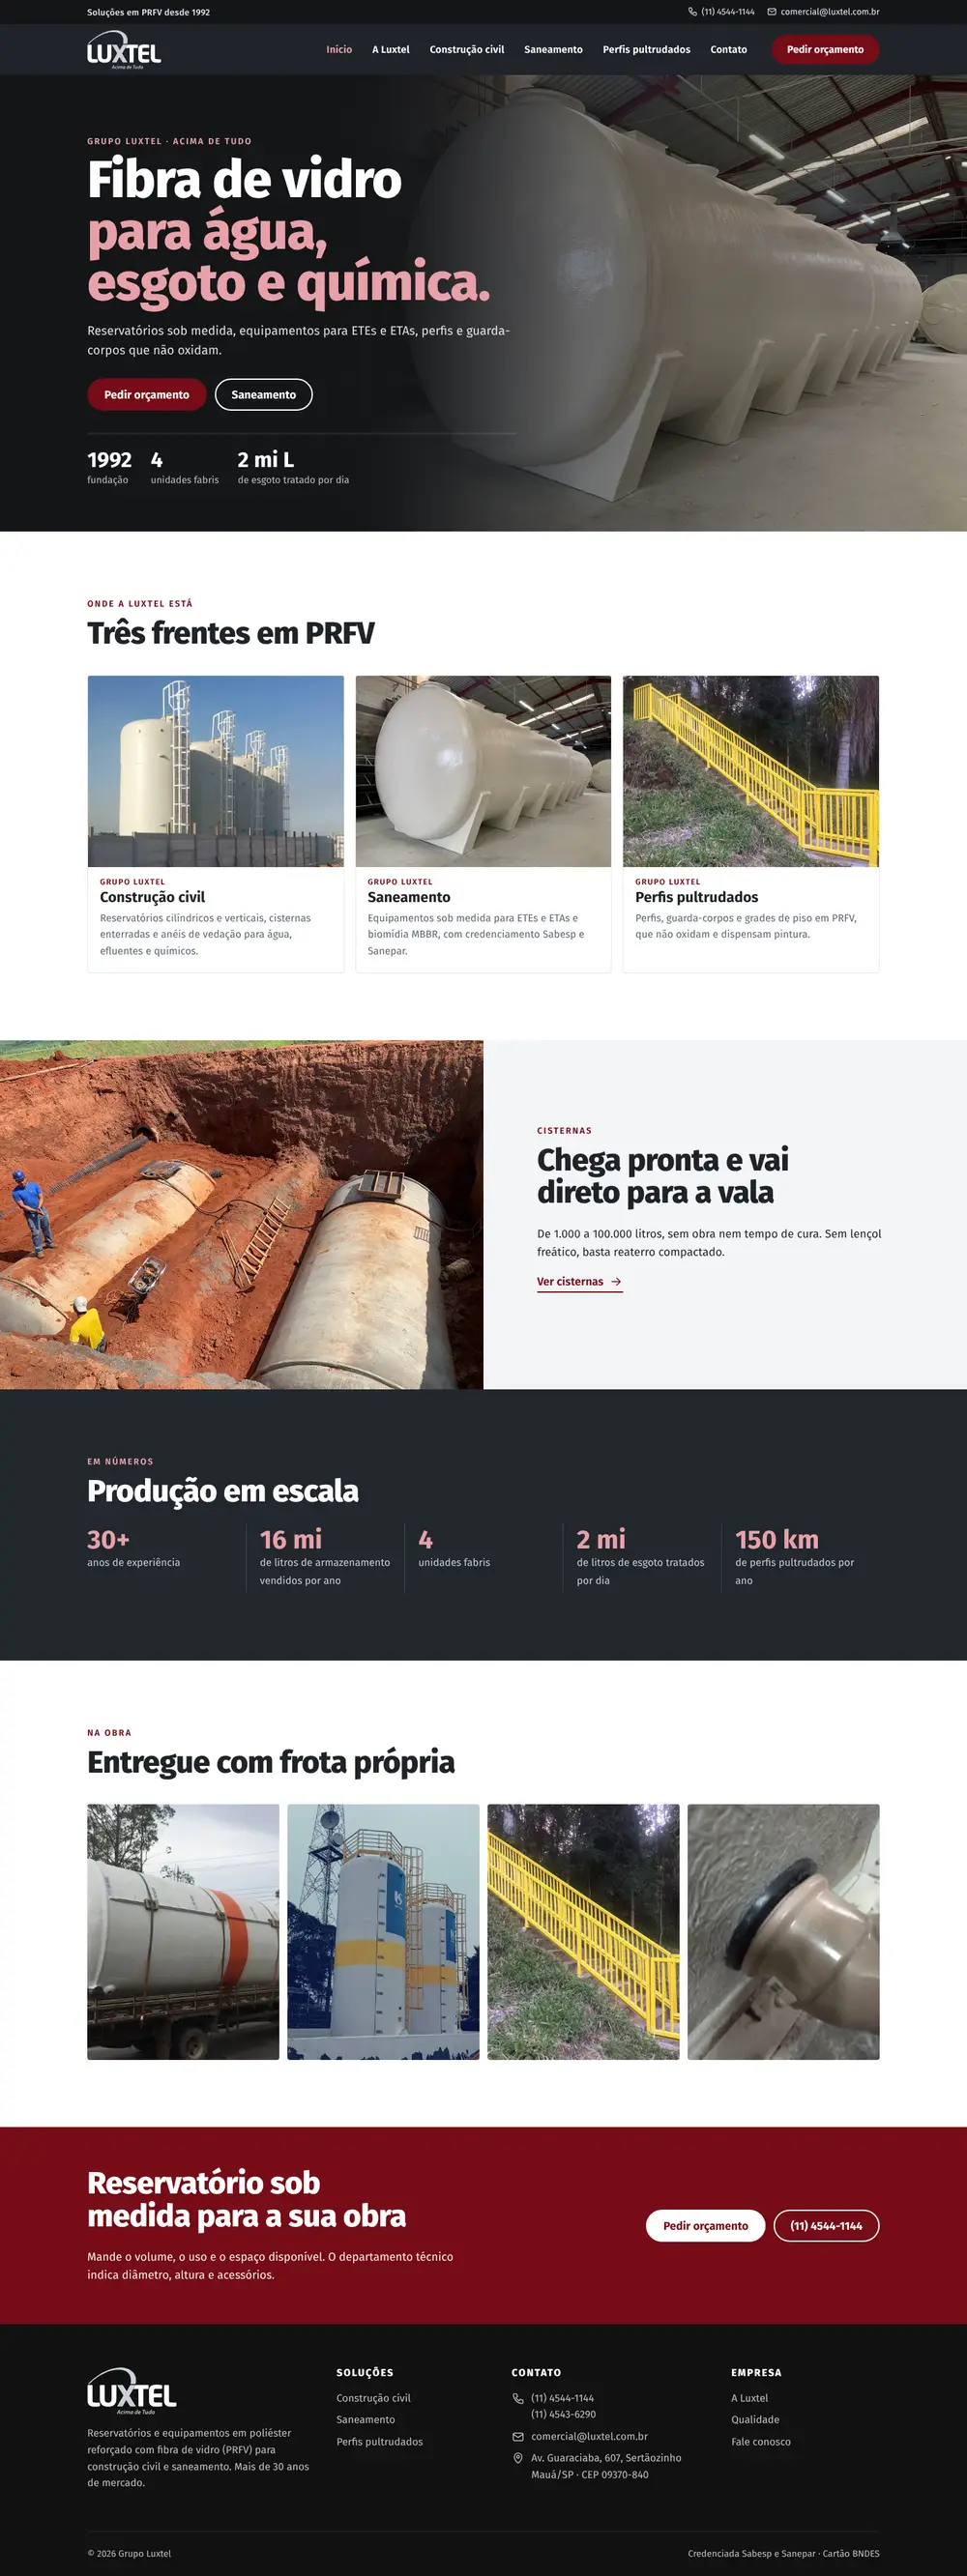 Soluções em PRFV desde 1992
(11) 4544-1144
comercial@luxtel.com.br
LUXTEL
Acima de Tudo
Início
A Luxtel
Construção civil
Saneamento
Perfis pultrudados
Contato
Pedir orçamento
GRUPO LUXTEL · ACIMA DE TUDO
Fibra de vidro
para água,
esgoto e química.
Reservatórios sob medida, equipamentos para ETEs e ETAs, perfis e guarda-
corpos que não oxidam.
Pedir orçamento
Saneamento
1992
fundação
4
unidades fabris
2 mi L
de esgoto tratado por dia
ONDE A LUXTEL ESTÁ
Três frentes em PRFV
GRUPO LUXTEL
Construção civil
Reservatórios cilíndricos e verticais, cisternas
enterradas e anéis de vedação para água,
efluentes e químicos.
GRUPO LUXTEL
Saneamento
Equipamentos sob medida para ETEs e ETAs e
biomídia MBBR, com credenciamento Sabesp e
Sanepar.
GRUPO LUXTEL
Perfis pultrudados
Perfis, guarda-corpos e grades de piso em PRFV,
que não oxidam e dispensam pintura.
CISTERNAS
Chega pronta e vai
direto para a vala
De 1.000 a 100.000 litros, sem obra nem tempo de cura. Sem lençol
freático, basta reaterro compactado.
Ver cisternas
EM NÚMEROS
Produção em escala
30+
anos de experiência
16 mi
de litros de armazenamento
vendidos por ano
4
unidades fabris
2 mi
de litros de esgoto tratados
por dia
150 km
de perfis pultrudados por
ano
NA OBRA
Entregue com frota própria
Reservatório sob
medida para a sua obra
Mande o volume, o uso e o espaço disponível. O departamento técnico
indica diâmetro, altura e acessórios.
Pedir orçamento
(11) 4544-1144
LUXTEL
Acima de Tudo
Reservatórios e equipamentos em poliéster
reforçado com fibra de vidro (PRFV) para
construção civil e saneamento. Mais de 30 anos
de mercado.
SOLUÇÕES
Construção civil
Saneamento
Perfis pultrudados
CONTATO
(11) 4544-1144
(11) 4543-6290
comercial@luxtel.com.br
Av. Guaraciaba, 607, Sertãozinho
Mauá/SP · CEP 09370-840
EMPRESA
A Luxtel
Qualidade
Fale conosco
© 2026 Grupo Luxtel
Credenciada Sabesp e Sanepar · Cartão BNDES